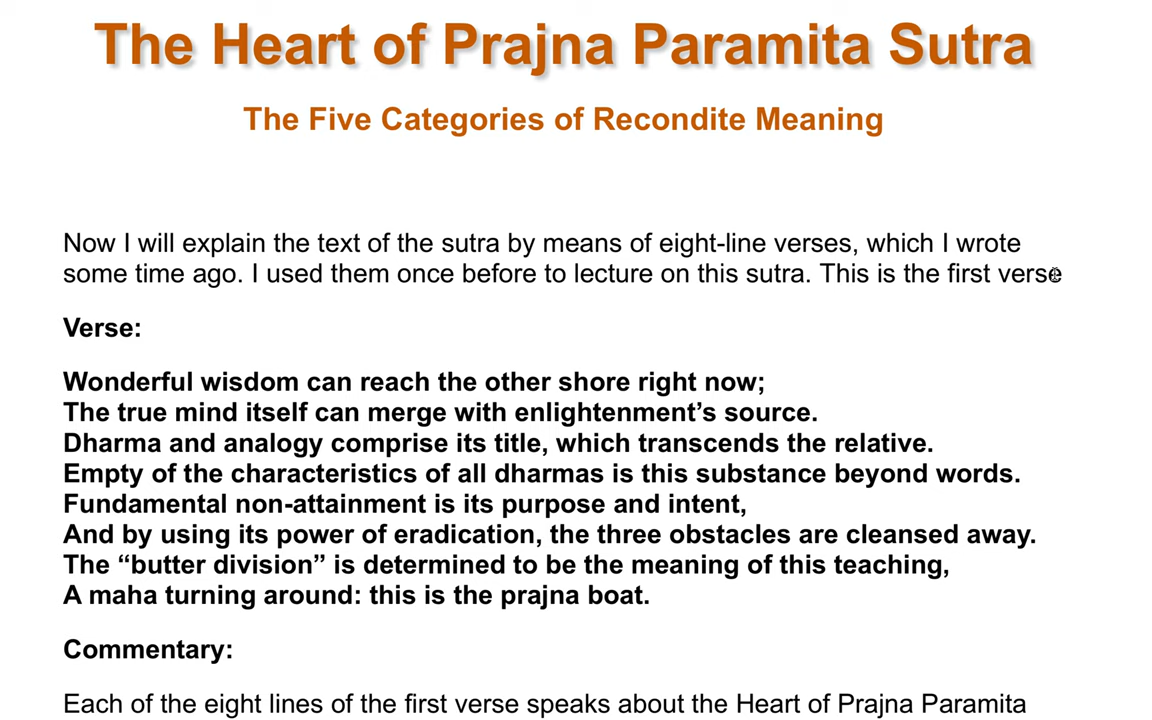 The Heart of Prajna Paramita Sutra
The Five Categories of Recondite Meaning
Now I will explain the text of the sutra by means of eight-line verses, which I wrote
some time ago. I used them once before to lecture on this sutra. This is the first verse
Verse:
Wonderful wisdom can reach the other shore right now;
The true mind itself can merge with enlightenment’s source.
Dharma and analogy comprise its title, which transcends the relative.
Empty of the characteristics of all dharmas is this substance beyond words.
Fundamental non-attainment is its purpose and intent,
And by using its power of eradication, the three obstacles are cleansed away.
The “butter division” is determined to be the meaning of this teaching,
A maha turning around: this is the prajna boat.
Commentary:
Each of the eight lines of the first verse speaks about the Heart of Prajna Paramita